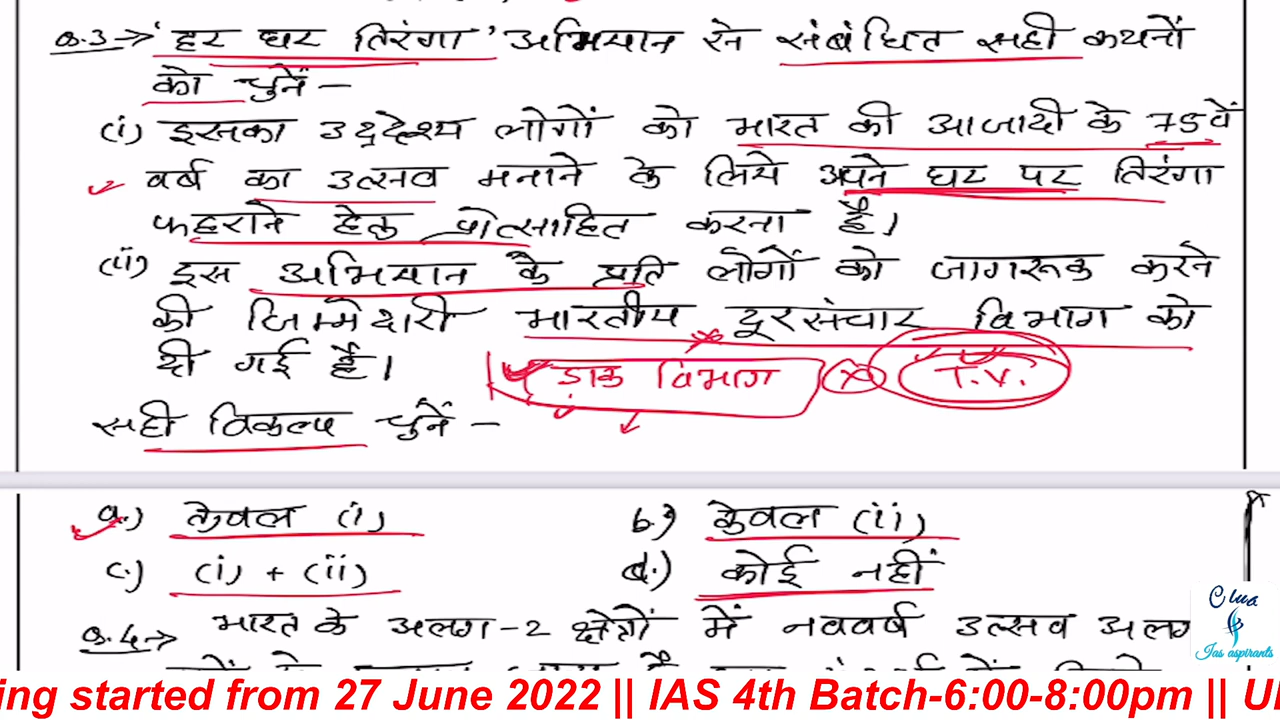 Q.3→ 'हर घर तिरंगा' अभियान से संबंधित सही कथनों
को चुनें –
(i) इसका उद्देश्य लोगों को भारत की आजादी के 75वें
वर्ष का उत्सव मनाने के लिये अपने घर पर तिरंगा
फहराने हेतु प्रोत्साहित करना है।
(ii) इस अभियान के प्रति लोगों को जागरूक करने
की जिम्मेदारी भारतीय दूरसंचार विभाग को
दी गई है।
डाक विभाग T.V.
सही विकल्प चुनें –
a.) केवल (i)
b.) केवल (ii)
c.) (i) + (ii)
d.) कोई नहीं
Q.4→ भारत के अलग-2 क्षेत्रों में नववर्ष उत्सव अलग
Clue
Ias aspirants
ing started from 27 June 2022 || IAS 4th Batch-6:00-8:00pm ||